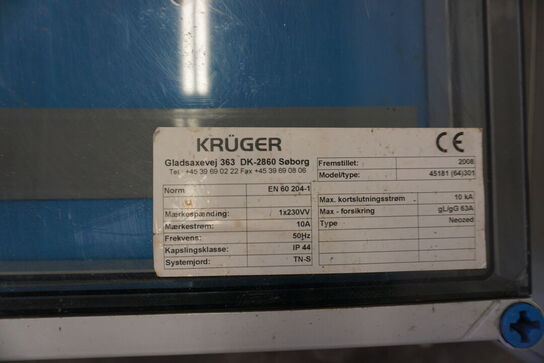 KRÜGER
Gladsaxevej 363 DK-2860 Søborg
Tel. +45 39 69 02 22 Fax +45 39 69 08 06
CE
Fremstillet: 2008
Model/type: 45181 (64)301
Norm EN 60 204-1
Mærkespænding: 1x230VV
Mærkestrøm: 10A
Frekvens: 50Hz
Kapslingsklasse: IP 44
Systemjord: TN-S
Max. kortslutningsstrøm 10 kA
Max - forsikring gL/gG 63A
Type Neozed